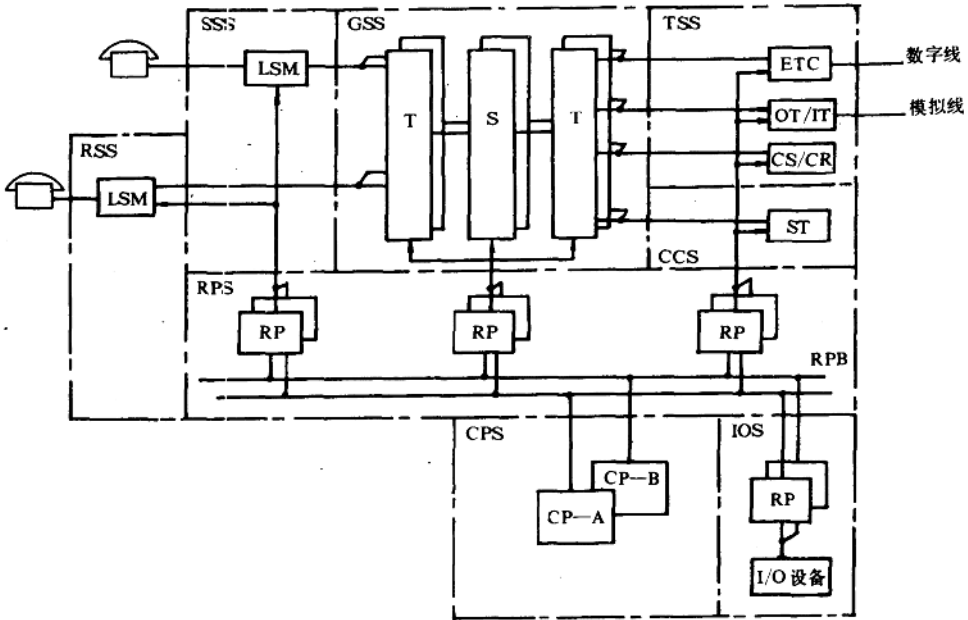 SSS
GSS
TSS
LSM
ETC
数字线
T
S
T
OT/IT
模拟线
RSS
CS/CR
LSM
ST
CCS
RPS
RP
RP
RP
RPB
CPS
IOS
CP—B
CP—A
RP
I/O 设备